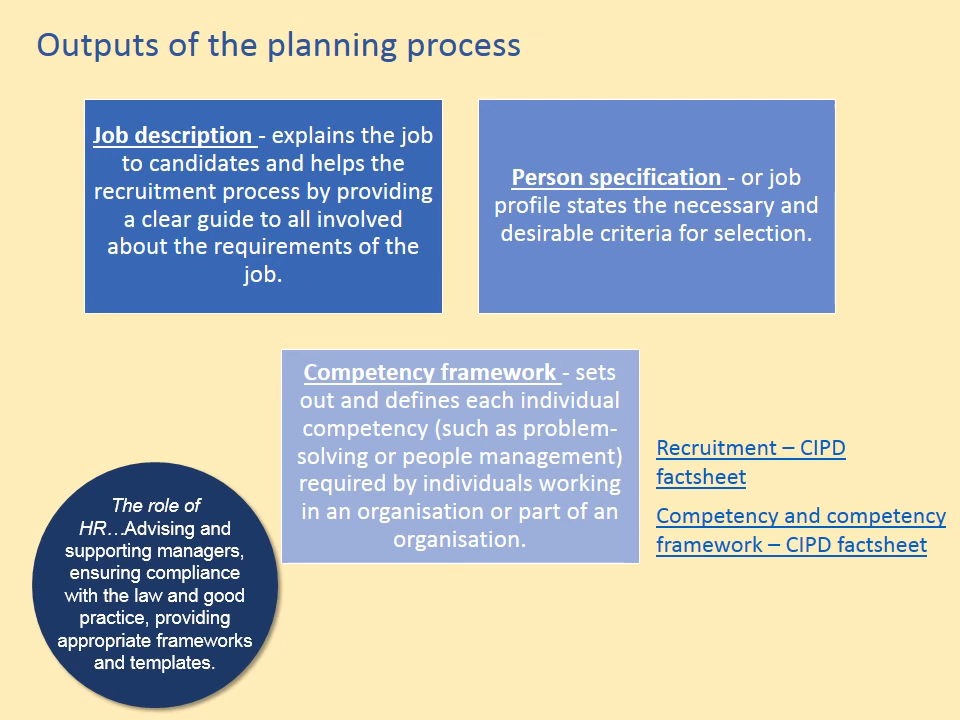 Outputs of the planning process
Job description - explains the job
to candidates and helps the
recruitment process by providing
a clear guide to all involved
about the requirements of the
job.
Person specification - or job
profile states the necessary and
desirable criteria for selection.
Competency framework - sets
out and defines each individual
competency (such as problem-
solving or people management)
required by individuals working
in an organisation or part of an
organisation.
Recruitment – CIPD
factsheet
Competency and competency
framework – CIPD factsheet
The role of
HR…Advising and
supporting managers,
ensuring compliance
with the law and good
practice, providing
appropriate frameworks
and templates.